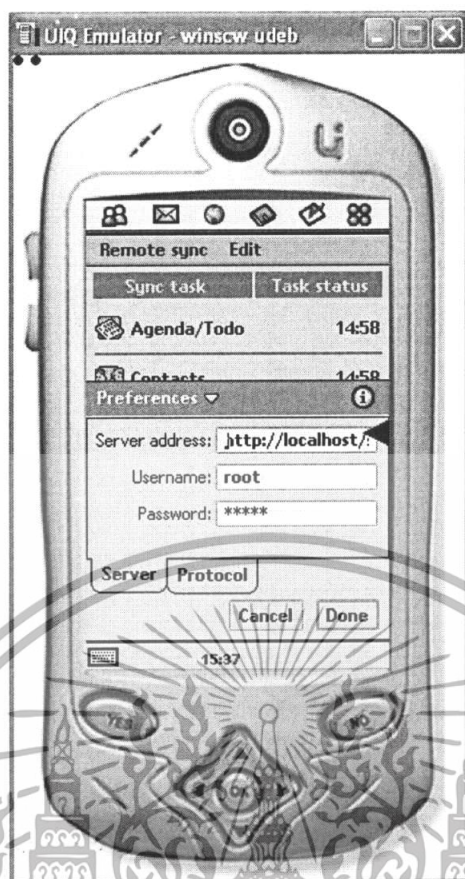 UIQ Emulator - winscw udeb
Remote sync Edit
Sync task Task status
Agenda/Todo 14:58
Contacts 14:58
Preferences
Server address: http://localhost/
Username: root
Password: *****
Server Protocol
Cancel Done
15:37
YES NO
OK